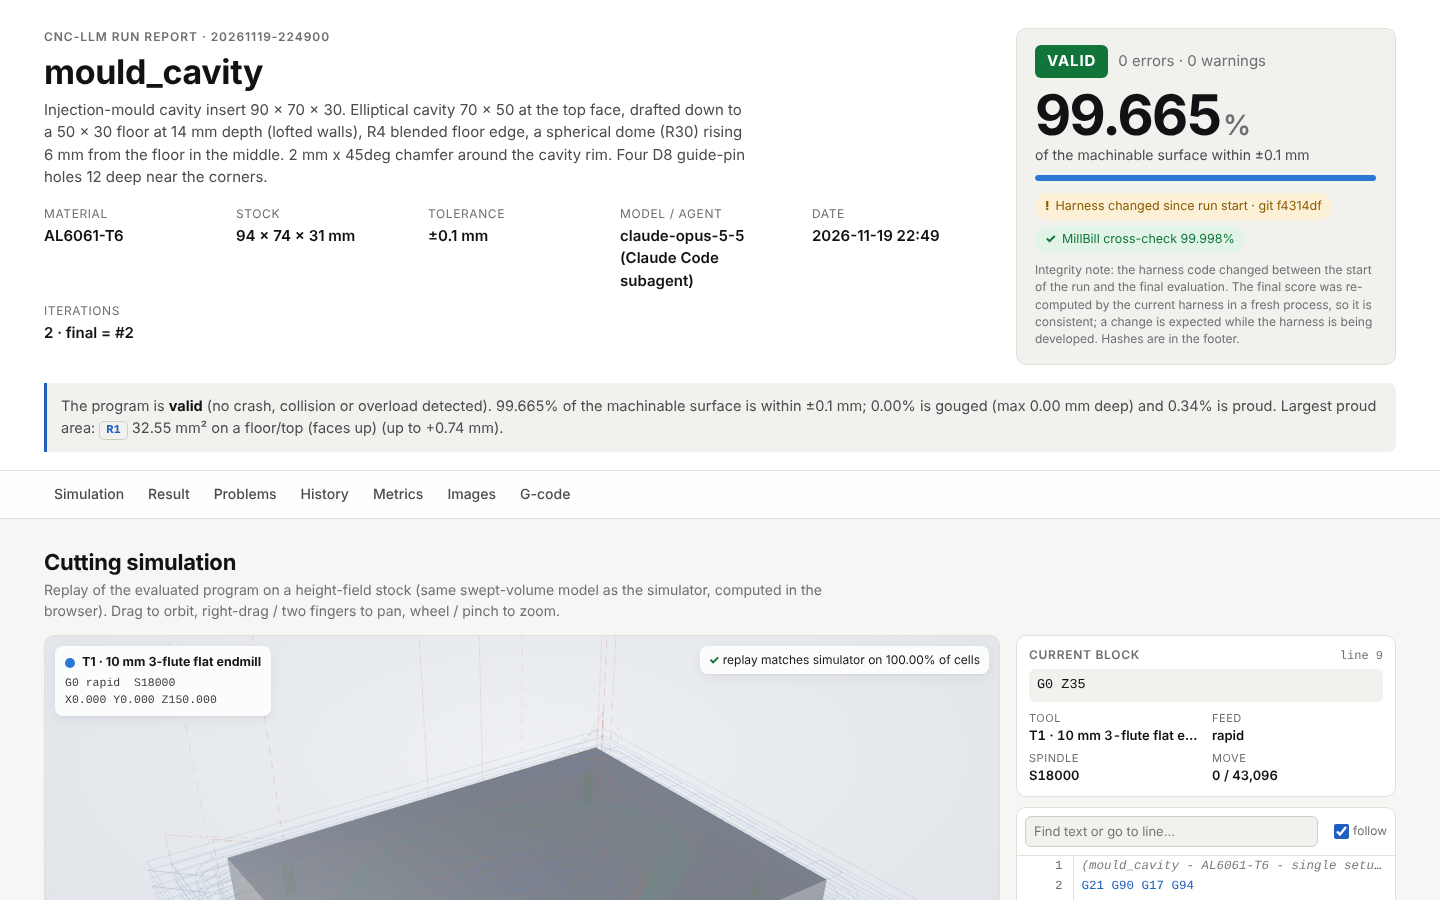 CNC-LLM RUN REPORT · 20261119-224900
mould_cavity
Injection-mould cavity insert 90 × 70 × 30. Elliptical cavity 70 × 50 at the top face, drafted down to
a 50 × 30 floor at 14 mm depth (lofted walls), R4 blended floor edge, a spherical dome (R30) rising
6 mm from the floor in the middle. 2 mm x 45deg chamfer around the cavity rim. Four D8 guide-pin
holes 12 deep near the corners.
MATERIAL
AL6061-T6
STOCK
94 × 74 × 31 mm
TOLERANCE
±0.1 mm
MODEL / AGENT
claude-opus-5-5
(Claude Code
subagent)
DATE
2026-11-19 22:49
ITERATIONS
2 · final = #2
VALID 0 errors · 0 warnings
99.665%
of the machinable surface within ±0.1 mm
! Harness changed since run start · git f4314df
✓ MillBill cross-check 99.998%
Integrity note: the harness code changed between the start
of the run and the final evaluation. The final score was re-
computed by the current harness in a fresh process, so it is
consistent; a change is expected while the harness is being
developed. Hashes are in the footer.
The program is valid (no crash, collision or overload detected). 99.665% of the machinable surface is within ±0.1 mm; 0.00% is gouged (max 0.00 mm deep) and 0.34% is proud. Largest proud
area: R1 32.55 mm² on a floor/top (faces up) (up to +0.74 mm).
Simulation Result Problems History Metrics Images G-code
Cutting simulation
Replay of the evaluated program on a height-field stock (same swept-volume model as the simulator, computed in the
browser). Drag to orbit, right-drag / two fingers to pan, wheel / pinch to zoom.
T1 · 10 mm 3-flute flat endmill
G0 rapid S18000
X0.000 Y0.000 Z150.000
✓ replay matches simulator on 100.00% of cells
CURRENT BLOCK line 9
G0 Z35
TOOL
T1 · 10 mm 3-flute flat e…
FEED
rapid
SPINDLE
S18000
MOVE
0 / 43,096
Find text or go to line… follow
1 (mould_cavity - AL6061-T6 - single setu…
2 G21 G90 G17 G94